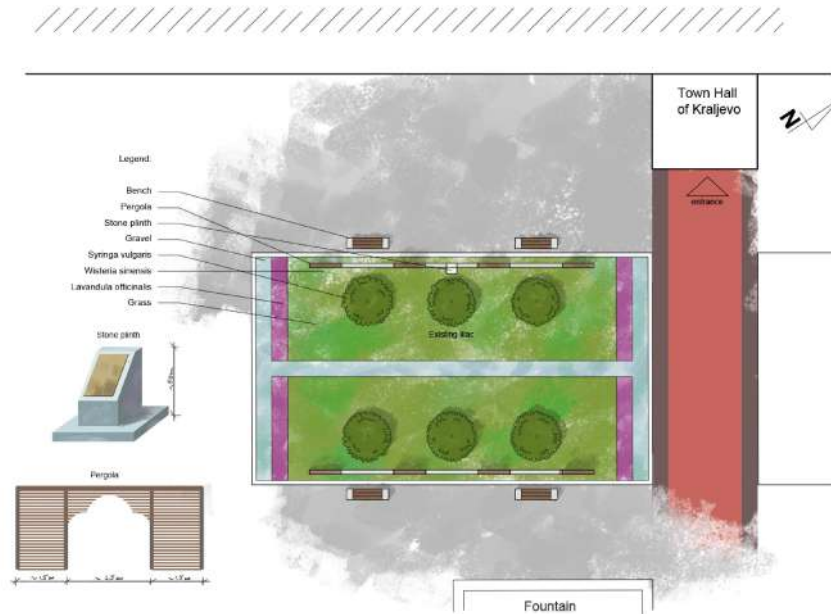 Town Hall
of Kraljevo
N
entrance
Legend:
Bench
Pergola
Stone plinth
Gravel
Syringa vulgaris
Wisteria sinensis
Lavandula officinalis
Grass
Existing lilac
Stone plinth
Pergola
Fountain